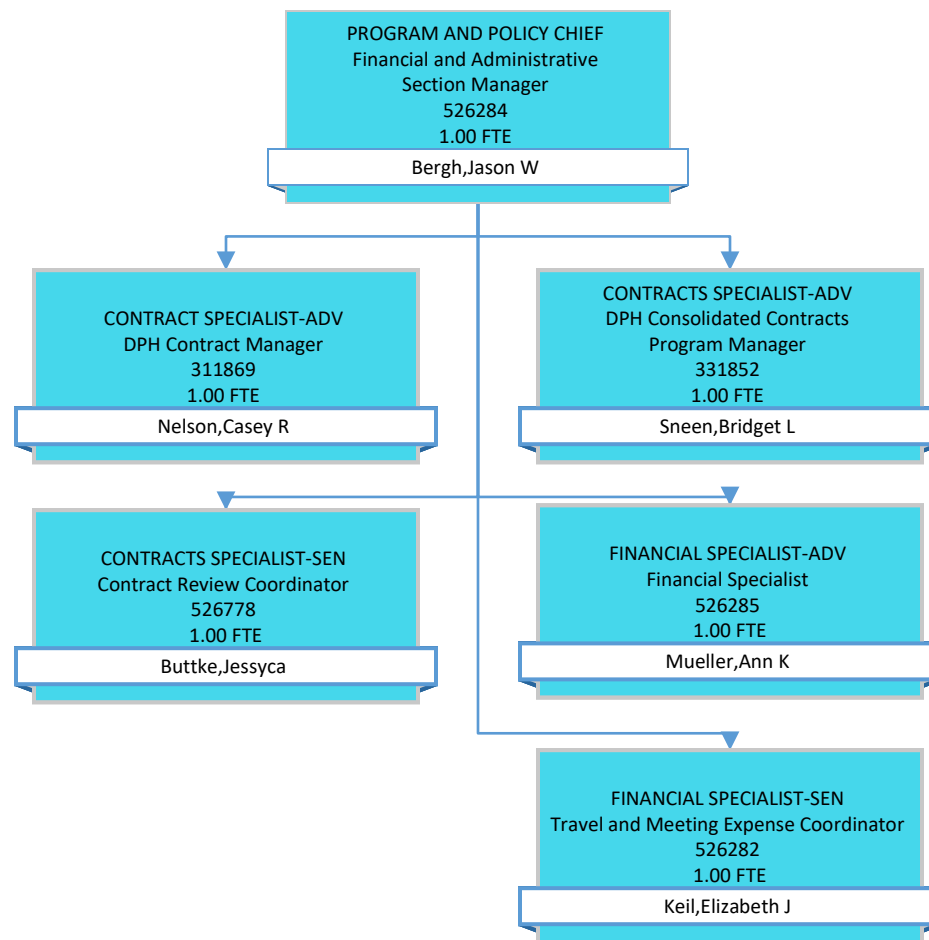 PROGRAM AND POLICY CHIEF
Financial and Administrative
Section Manager
526284
1.00 FTE
Bergh,Jason W
CONTRACT SPECIALIST-ADV
DPH Contract Manager
311869
1.00 FTE
Nelson,Casey R
CONTRACTS SPECIALIST-ADV
DPH Consolidated Contracts
Program Manager
331852
1.00 FTE
Sneen,Bridget L
CONTRACTS SPECIALIST-SEN
Contract Review Coordinator
526778
1.00 FTE
Buttke,Jessyca
FINANCIAL SPECIALIST-ADV
Financial Specialist
526285
1.00 FTE
Mueller,Ann K
FINANCIAL SPECIALIST-SEN
Travel and Meeting Expense Coordinator
526282
1.00 FTE
Keil,Elizabeth J